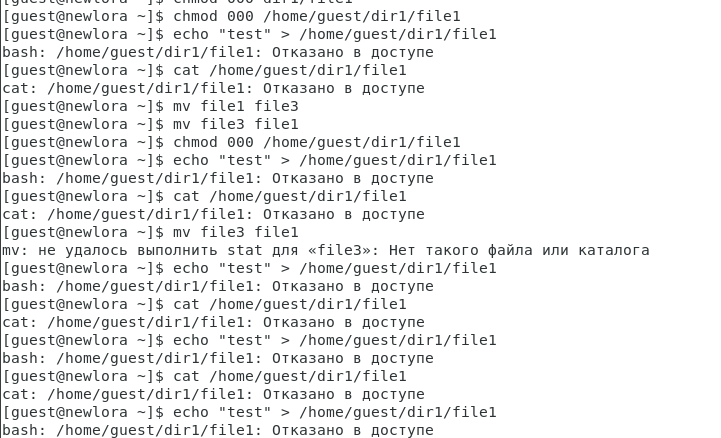 [guest@newlora ~]$ chmod 000 dir1/file1
[guest@newlora ~]$ chmod 000 /home/guest/dir1/file1
[guest@newlora ~]$ echo "test" > /home/guest/dir1/file1
bash: /home/guest/dir1/file1: Отказано в доступе
[guest@newlora ~]$ cat /home/guest/dir1/file1
cat: /home/guest/dir1/file1: Отказано в доступе
[guest@newlora ~]$ mv file1 file3
[guest@newlora ~]$ mv file3 file1
[guest@newlora ~]$ chmod 000 /home/guest/dir1/file1
[guest@newlora ~]$ echo "test" > /home/guest/dir1/file1
bash: /home/guest/dir1/file1: Отказано в доступе
[guest@newlora ~]$ cat /home/guest/dir1/file1
cat: /home/guest/dir1/file1: Отказано в доступе
[guest@newlora ~]$ mv file3 file1
mv: не удалось выполнить stat для «file3»: Нет такого файла или каталога
[guest@newlora ~]$ echo "test" > /home/guest/dir1/file1
bash: /home/guest/dir1/file1: Отказано в доступе
[guest@newlora ~]$ cat /home/guest/dir1/file1
cat: /home/guest/dir1/file1: Отказано в доступе
[guest@newlora ~]$ echo "test" > /home/guest/dir1/file1
bash: /home/guest/dir1/file1: Отказано в доступе
[guest@newlora ~]$ cat /home/guest/dir1/file1
cat: /home/guest/dir1/file1: Отказано в доступе
[guest@newlora ~]$ echo "test" > /home/guest/dir1/file1
bash: /home/guest/dir1/file1: Отказано в доступе